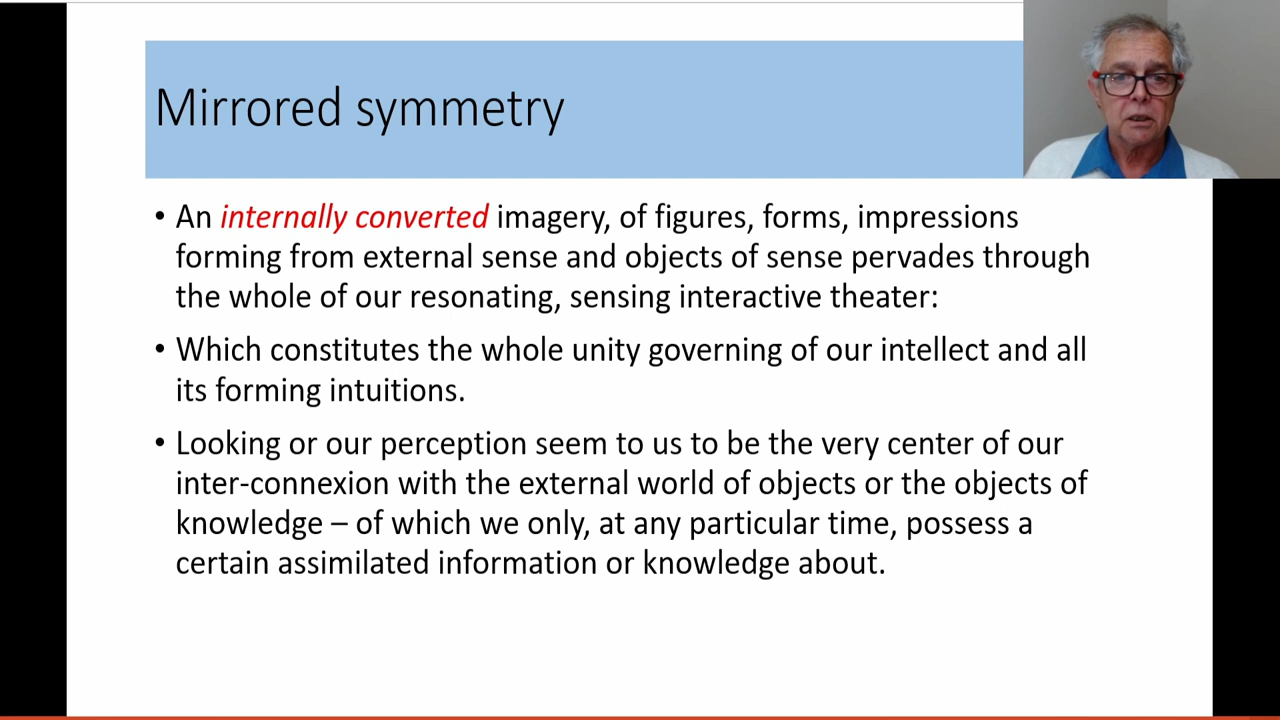 Mirrored symmetry
• An internally converted imagery, of figures, forms, impressions
forming from external sense and objects of sense pervades through
the whole of our resonating, sensing interactive theater:
• Which constitutes the whole unity governing of our intellect and all
its forming intuitions.
• Looking or our perception seem to us to be the very center of our
inter-connexion with the external world of objects or the objects of
knowledge – of which we only, at any particular time, possess a
certain assimilated information or knowledge about.